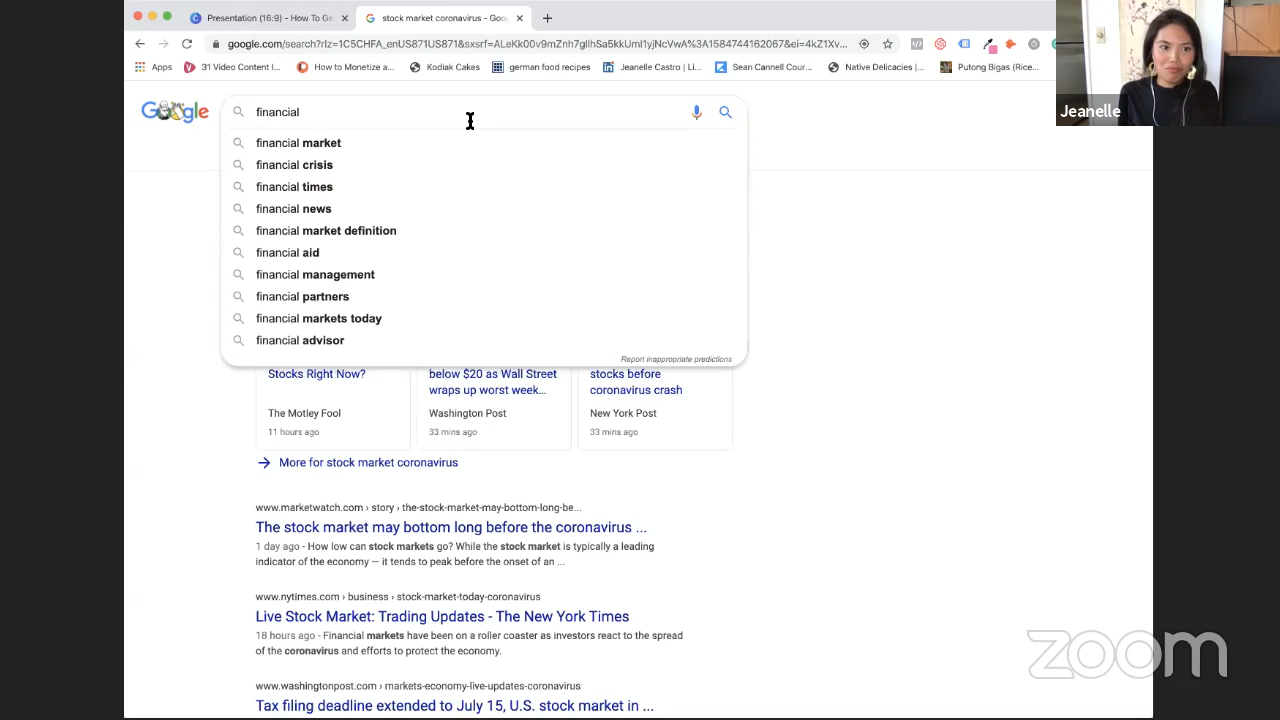 Presentation (16:9) - How To Ge
stock market coronavirus - Goo
google.com/search?rlz=1C5CHFA_enUS871US871&sxsrf=ALeKk00v9mZnh7gIlhSa5kkUmI1yjNcVwA%3A1584744162067&ei=4kZ1Xv...
Apps
31 Video Content I...
How to Monetize a...
Kodiak Cakes
german food recipes
Jeanelle Castro | Li...
Sean Cannell Cour...
Native Delicacies |...
Putong Bigas (Rice...
Jeanelle
Google
financial
financial market
financial crisis
financial times
financial news
financial market definition
financial aid
financial management
financial partners
financial markets today
financial advisor
Report inappropriate predictions
Stocks Right Now?
The Motley Fool
11 hours ago
below $20 as Wall Street
wraps up worst week...
Washington Post
33 mins ago
stocks before
coronavirus crash
New York Post
33 mins ago
More for stock market coronavirus
www.marketwatch.com › story › the-stock-market-may-bottom-long-be...
The stock market may bottom long before the coronavirus ...
1 day ago - How low can stock markets go? While the stock market is typically a leading
indicator of the economy — it tends to peak before the onset of an ...
www.nytimes.com › business › stock-market-today-coronavirus
Live Stock Market: Trading Updates - The New York Times
18 hours ago - Financial markets have been on a roller coaster as investors react to the spread
of the coronavirus and efforts to protect the economy.
www.washingtonpost.com › markets-economy-live-updates-coronavirus
Tax filing deadline extended to July 15, U.S. stock market in ...
zoom